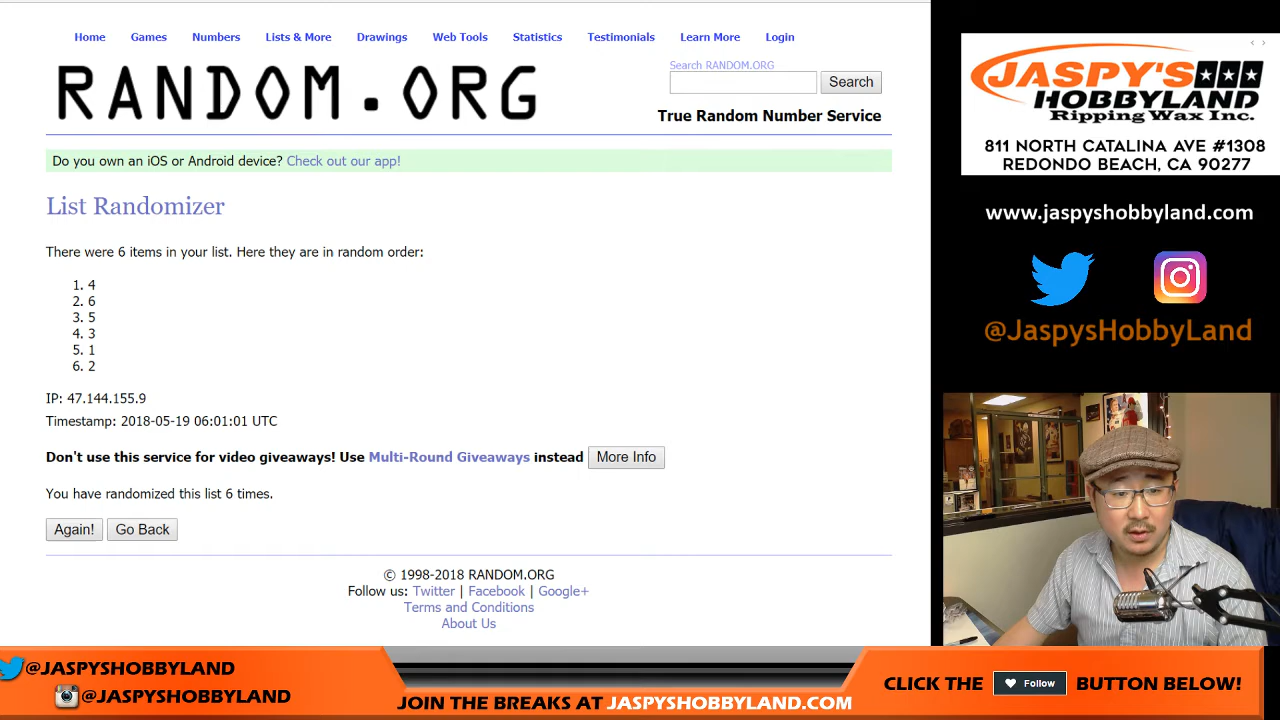 Home Games Numbers Lists & More Drawings Web Tools Statistics Testimonials Learn More Login
RANDOM.ORG
Search RANDOM.ORG
Search
True Random Number Service
Do you own an iOS or Android device? Check out our app!
List Randomizer
There were 6 items in your list. Here they are in random order:
1. 4
2. 6
3. 5
4. 3
5. 1
6. 2
IP: 47.144.155.9
Timestamp: 2018-05-19 06:01:01 UTC
Don't use this service for video giveaways! Use Multi-Round Giveaways instead More Info
You have randomized this list 6 times.
Again! Go Back
© 1998-2018 RANDOM.ORG
Follow us: Twitter | Facebook | Google+
Terms and Conditions
About Us
JASPY'S
HOBBYLAND
Ripping Wax Inc.
811 NORTH CATALINA AVE #1308
REDONDO BEACH, CA 90277
www.jaspyshobbyland.com
@JaspysHobbyLand
@JASPYSHOBBYLAND
@JASPYSHOBBYLAND
JOIN THE BREAKS AT JASPYSHOBBYLAND.COM
CLICK THE Follow BUTTON BELOW!